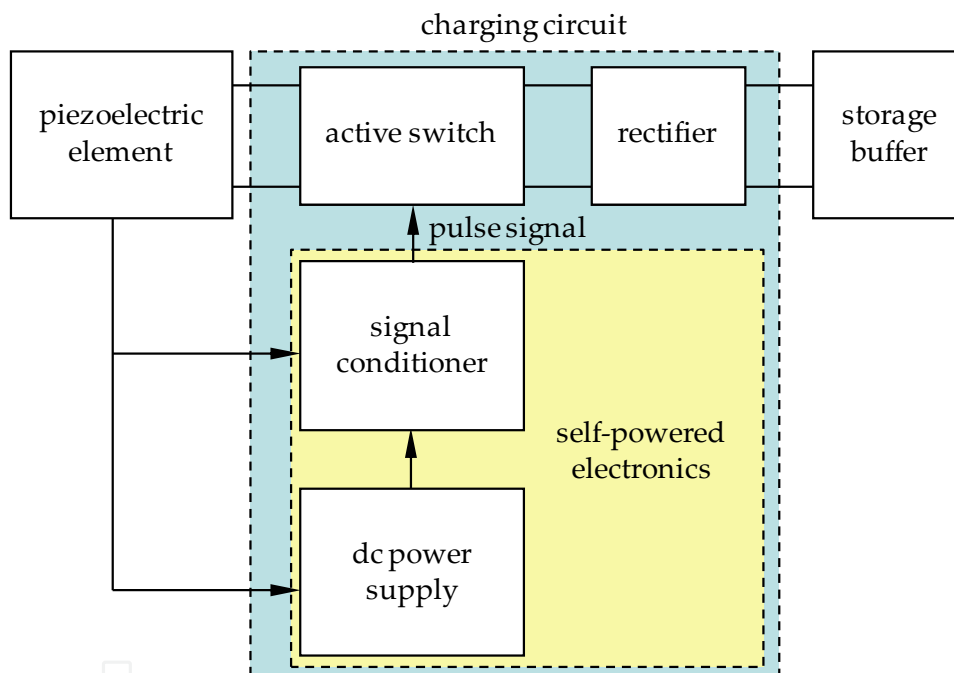 charging circuit
piezoelectric
element
active switch
rectifier
storage
buffer
pulse signal
signal
conditioner
self-powered
electronics
dc power
supply